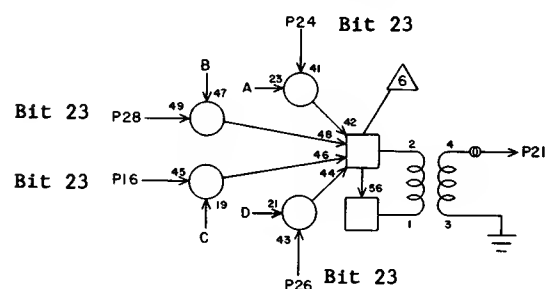 P24 Bit 23
41
6
B
A 23
47
42
Bit 23 P28 49
48
2 4
P21
46
Bit 23 P16 45
44
56
19
D 21
1 3
C
43
P26 Bit 23